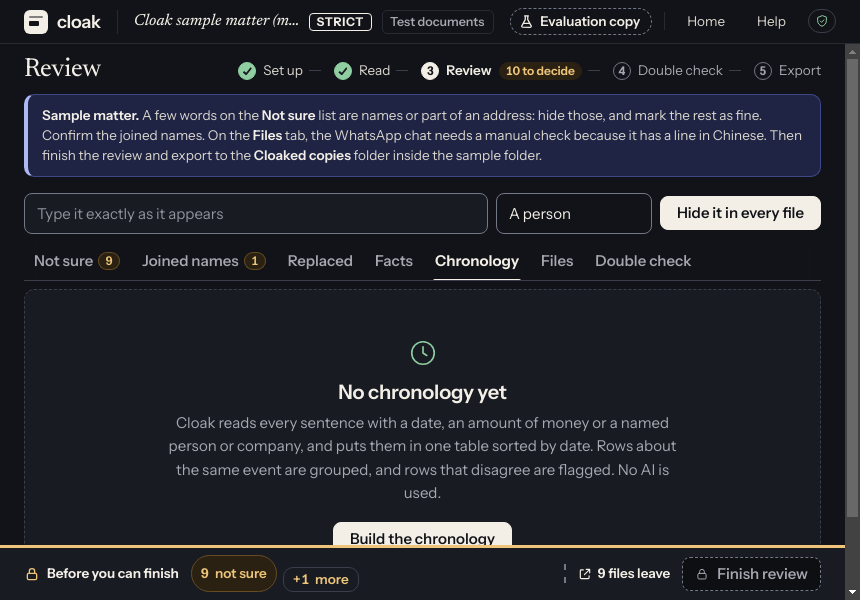 cloak
Cloak sample matter (m... STRICT Test documents Evaluation copy Home Help
Review
Set up Read 3 Review 10 to decide 4 Double check 5 Export
Sample matter. A few words on the Not sure list are names or part of an address: hide those, and mark the rest as fine.
Confirm the joined names. On the Files tab, the WhatsApp chat needs a manual check because it has a line in Chinese. Then
finish the review and export to the Cloaked copies folder inside the sample folder.
Type it exactly as it appears A person Hide it in every file
Not sure 9 Joined names 1 Replaced Facts Chronology Files Double check
No chronology yet
Cloak reads every sentence with a date, an amount of money or a named
person or company, and puts them in one table sorted by date. Rows about
the same event are grouped, and rows that disagree are flagged. No AI is
used.
Build the chronology
Before you can finish 9 not sure +1 more 9 files leave Finish review